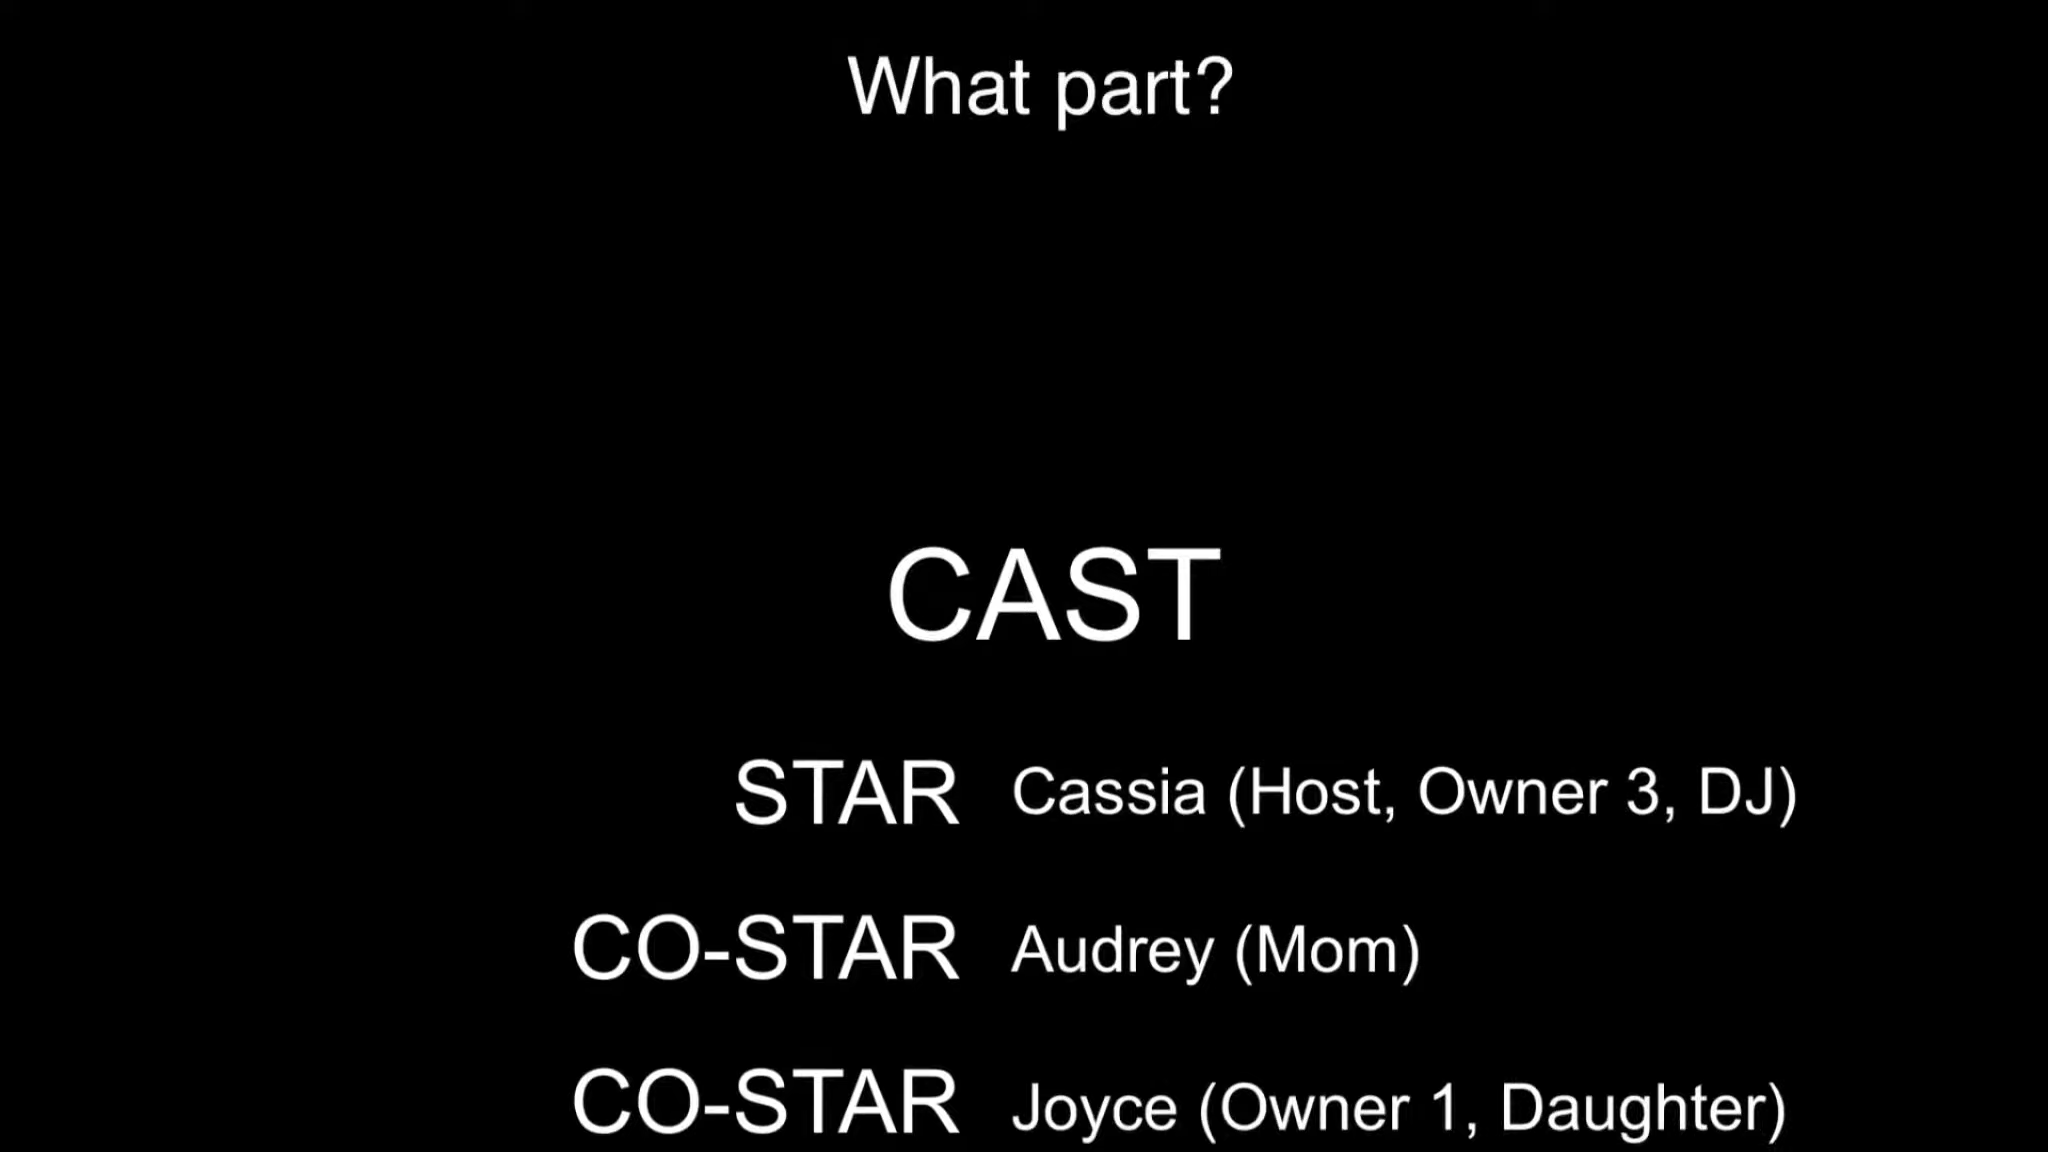 What part?
CAST
STAR Cassia (Host, Owner 3, DJ)
CO-STAR Audrey (Mom)
CO-STAR Joyce (Owner 1, Daughter)